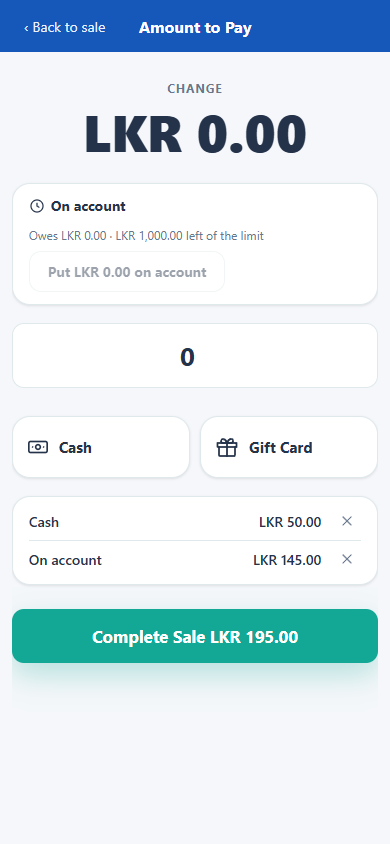 ‹ Back to sale Amount to Pay
CHANGE
LKR 0.00
On account
Owes LKR 0.00 · LKR 1,000.00 left of the limit
Put LKR 0.00 on account
0
Cash Gift Card
Cash LKR 50.00 ×
On account LKR 145.00 ×
Complete Sale LKR 195.00